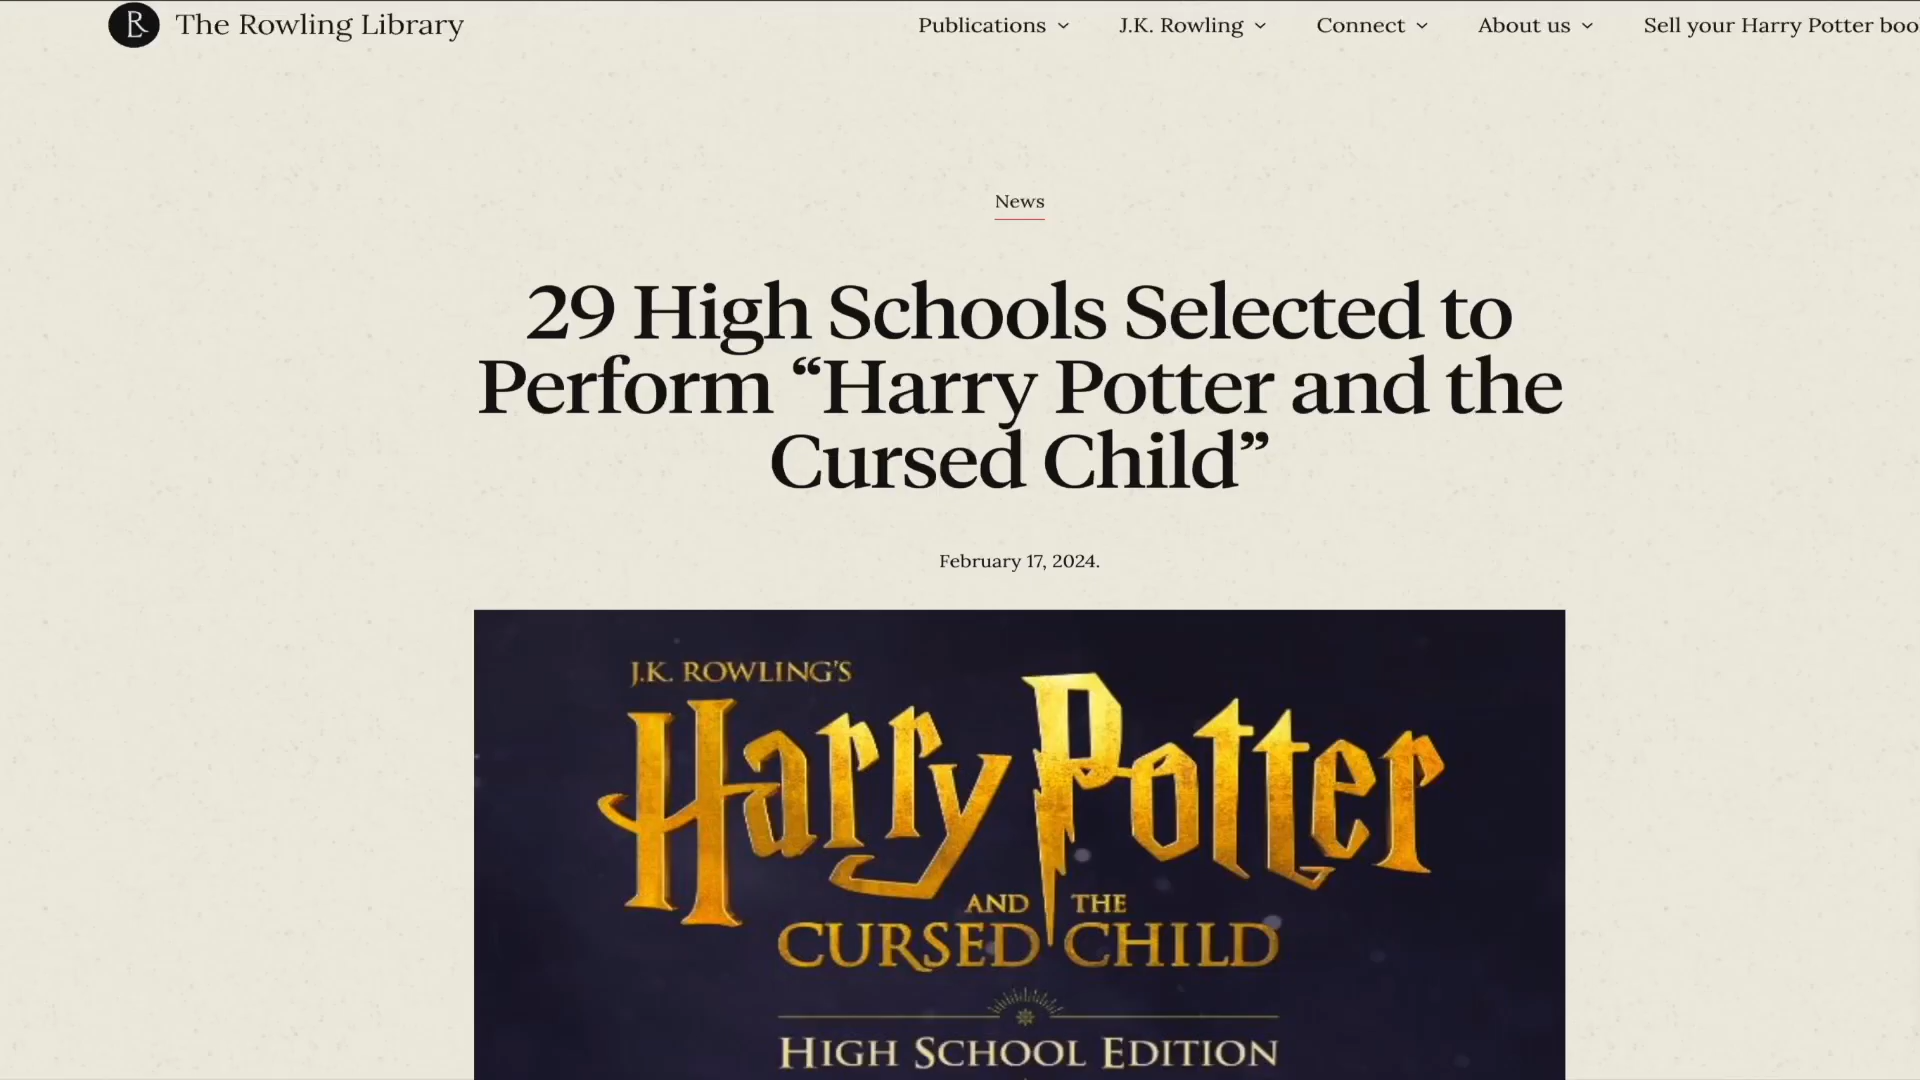 The Rowling Library
Publications
J.K. Rowling
Connect
About us
Sell your Harry Potter boo
News
29 High Schools Selected to
Perform “Harry Potter and the
Cursed Child”
February 17, 2024.
J.K. ROWLING'S
Harry Potter
AND THE
CURSED CHILD
HIGH SCHOOL EDITION